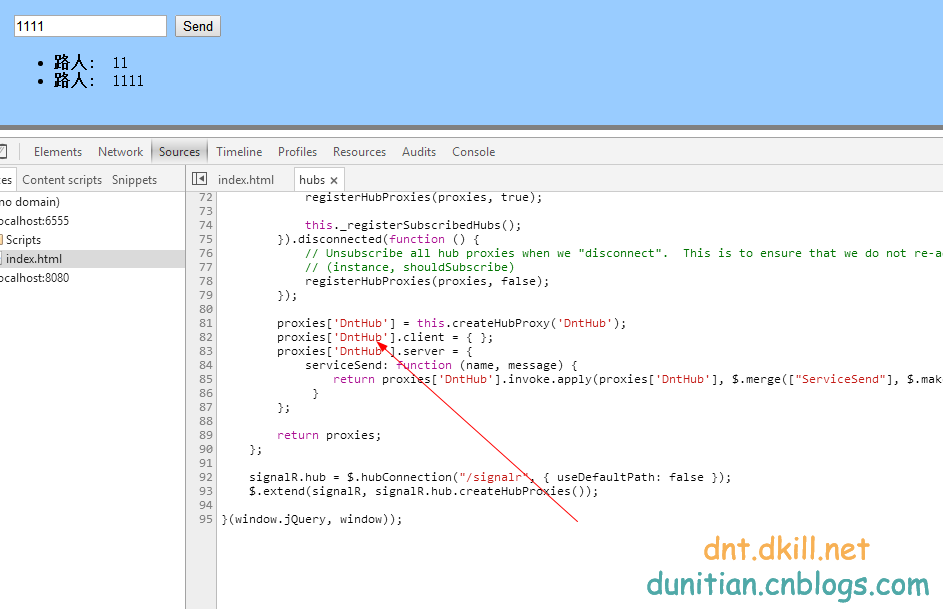 1111 Send
• 路人： 11
• 路人： 1111
Elements Network Sources Timeline Profiles Resources Audits Console
es Content scripts Snippets index.html hubs ×
no domain)
ocalhost:6555
Scripts
index.html
ocalhost:8080
72 registerHubProxies(proxies, true);
73
74 this._registerSubscribedHubs();
75 }).disconnected(function () {
76 // Unsubscribe all hub proxies when we "disconnect".  This is to ensure that we do not re-a
77 // (instance, shouldSubscribe)
78 registerHubProxies(proxies, false);
79 });
80
81 proxies['DntHub'] = this.createHubProxy('DntHub');
82 proxies['DntHub'].client = { };
83 proxies['DntHub'].server = {
84 serviceSend: function (name, message) {
85 return proxies['DntHub'].invoke.apply(proxies['DntHub'], $.merge(["ServiceSend"], $.mak
86 }
87 };
88
89 return proxies;
90 };
91
92 signalR.hub = $.hubConnection("/signalr", { useDefaultPath: false });
93 $.extend(signalR, signalR.hub.createHubProxies());
94
95 }(window.jQuery, window));
dnt.dkill.net
dunitian.cnblogs.com